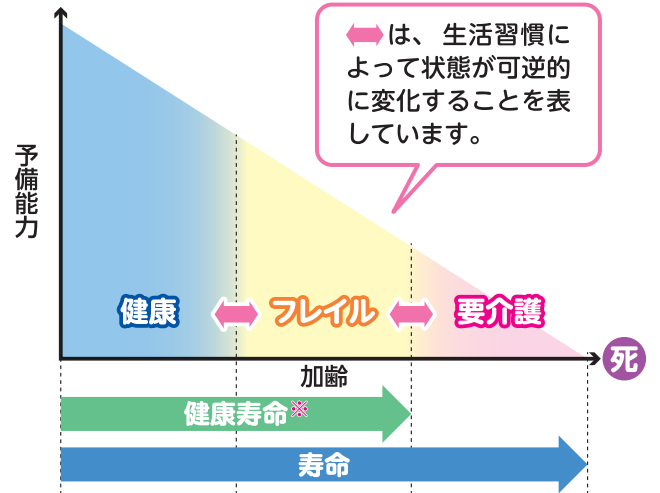 は、生活習慣に
よって状態が可逆的
に変化することを表
しています。
予備能力
健康
フレイル
要介護
死
加齢
健康寿命※
寿命